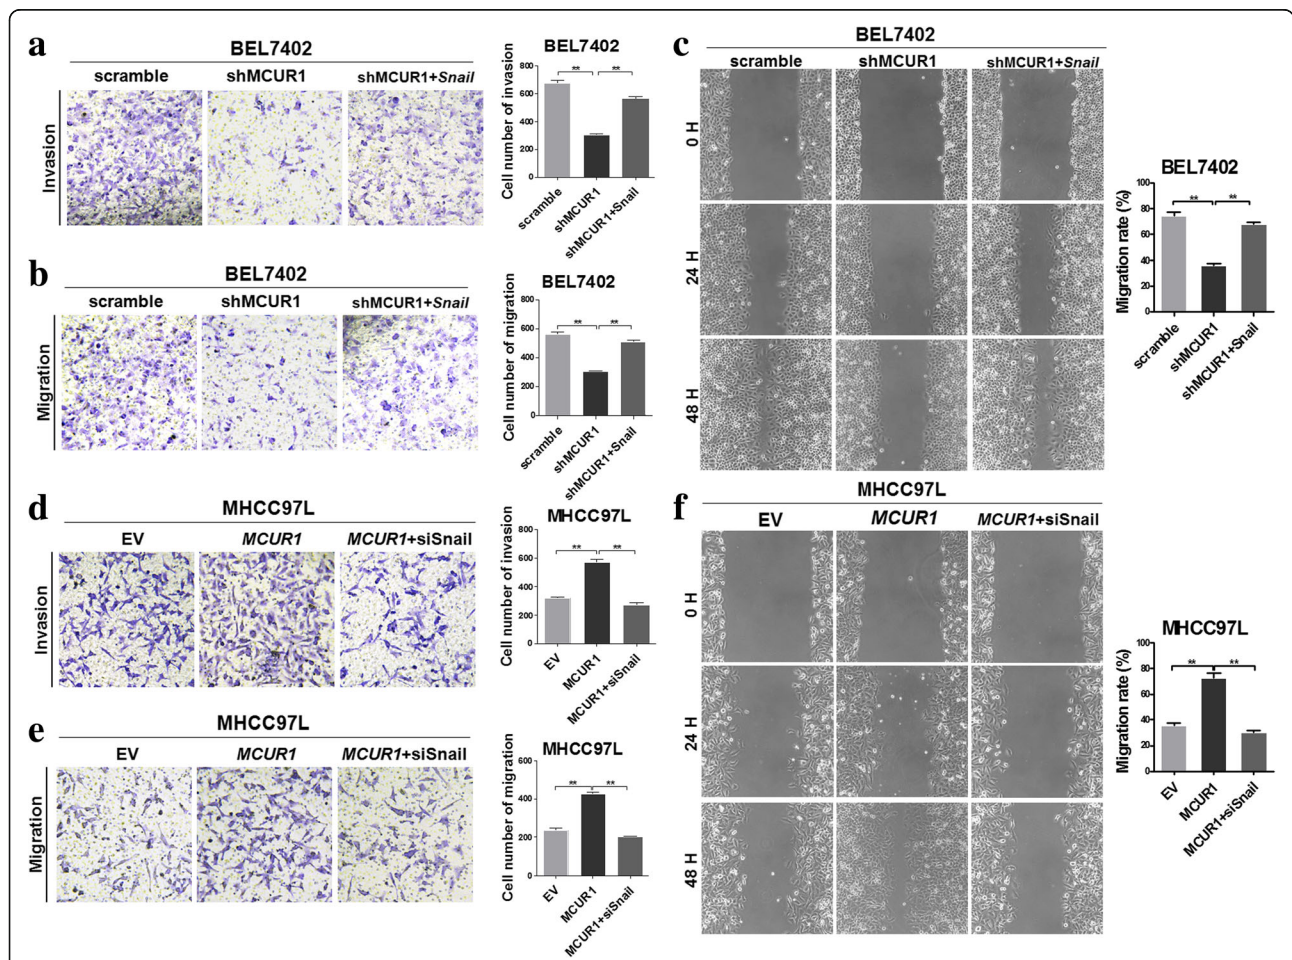 a
BEL7402
scramble shMCUR1 shMCUR1+Snail
Invasion
BEL7402
Cell number of invasion
800
600
400
200
0
** **
scramble
shMCUR1
shMCUR1+Snail
b
BEL7402
scramble shMCUR1 shMCUR1+Snail
Migration
BEL7402
Cell number of migration
800
600
400
200
0
** **
scramble
shMCUR1
shMCUR1+Snail
c
BEL7402
scramble shMCUR1 shMCUR1+Snail
0 H
24 H
48 H
BEL7402
Migration rate (%)
100
80
60
40
20
0
** **
scramble
shMCUR1
shMCUR1+Snail
d
MHCC97L
EV MCUR1 MCUR1+siSnail
Invasion
MHCC97L
Cell number of invasion
800
600
400
200
0
** **
EV
MCUR1
MCUR1+siSnail
e
MHCC97L
EV MCUR1 MCUR1+siSnail
Migration
MHCC97L
Cell number of migration
600
400
200
0
** **
EV
MCUR1
MCUR1+siSnail
f
MHCC97L
EV MCUR1 MCUR1+siSnail
0 H
24 H
48 H
MHCC97L
Migration rate (%)
100
80
60
40
20
0
** **
EV
MCUR1
MCUR1+siSnail